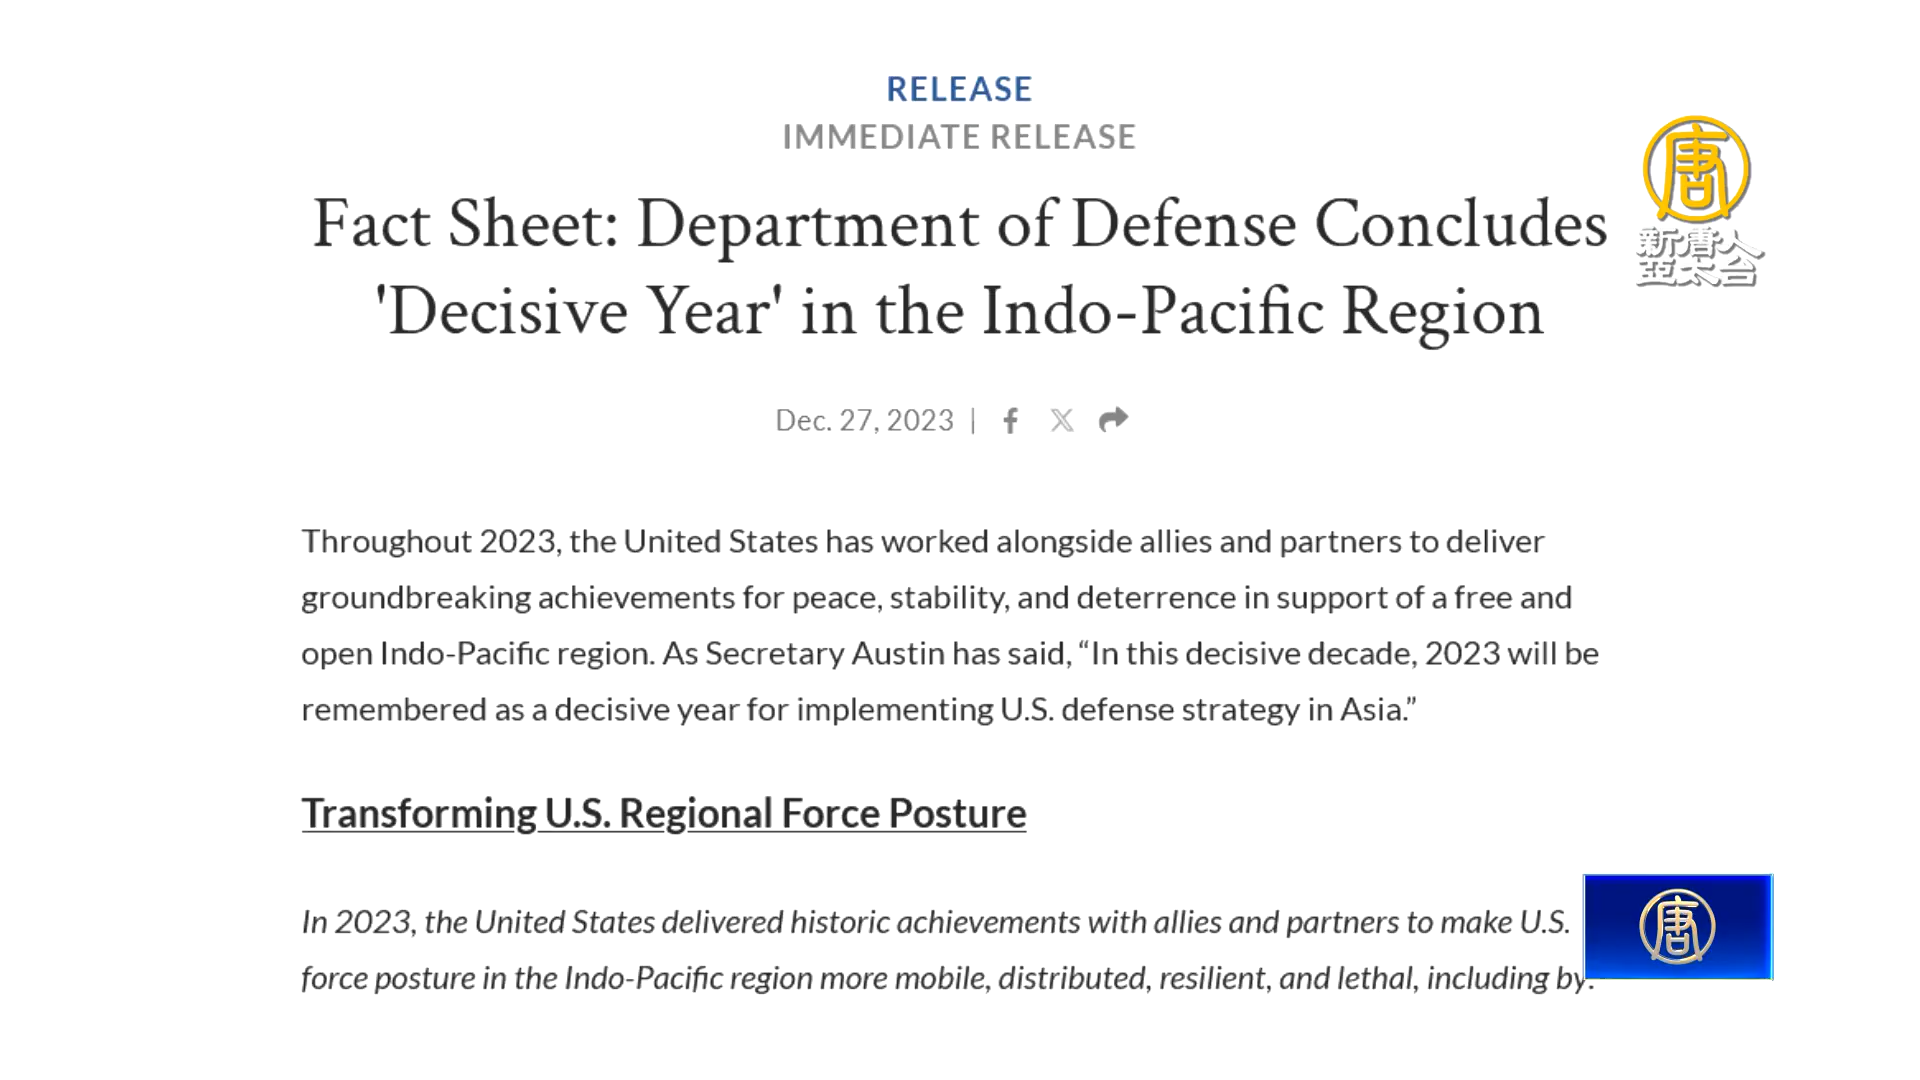 RELEASE
IMMEDIATE RELEASE
Fact Sheet: Department of Defense Concludes
'Decisive Year' in the Indo-Pacific Region
Dec. 27, 2023 |
唐
新唐人
亞太台
Throughout 2023, the United States has worked alongside allies and partners to deliver
groundbreaking achievements for peace, stability, and deterrence in support of a free and
open Indo-Pacific region. As Secretary Austin has said, “In this decisive decade, 2023 will be
remembered as a decisive year for implementing U.S. defense strategy in Asia.”
Transforming U.S. Regional Force Posture
In 2023, the United States delivered historic achievements with allies and partners to make U.S.
force posture in the Indo-Pacific region more mobile, distributed, resilient, and lethal, including by:
唐